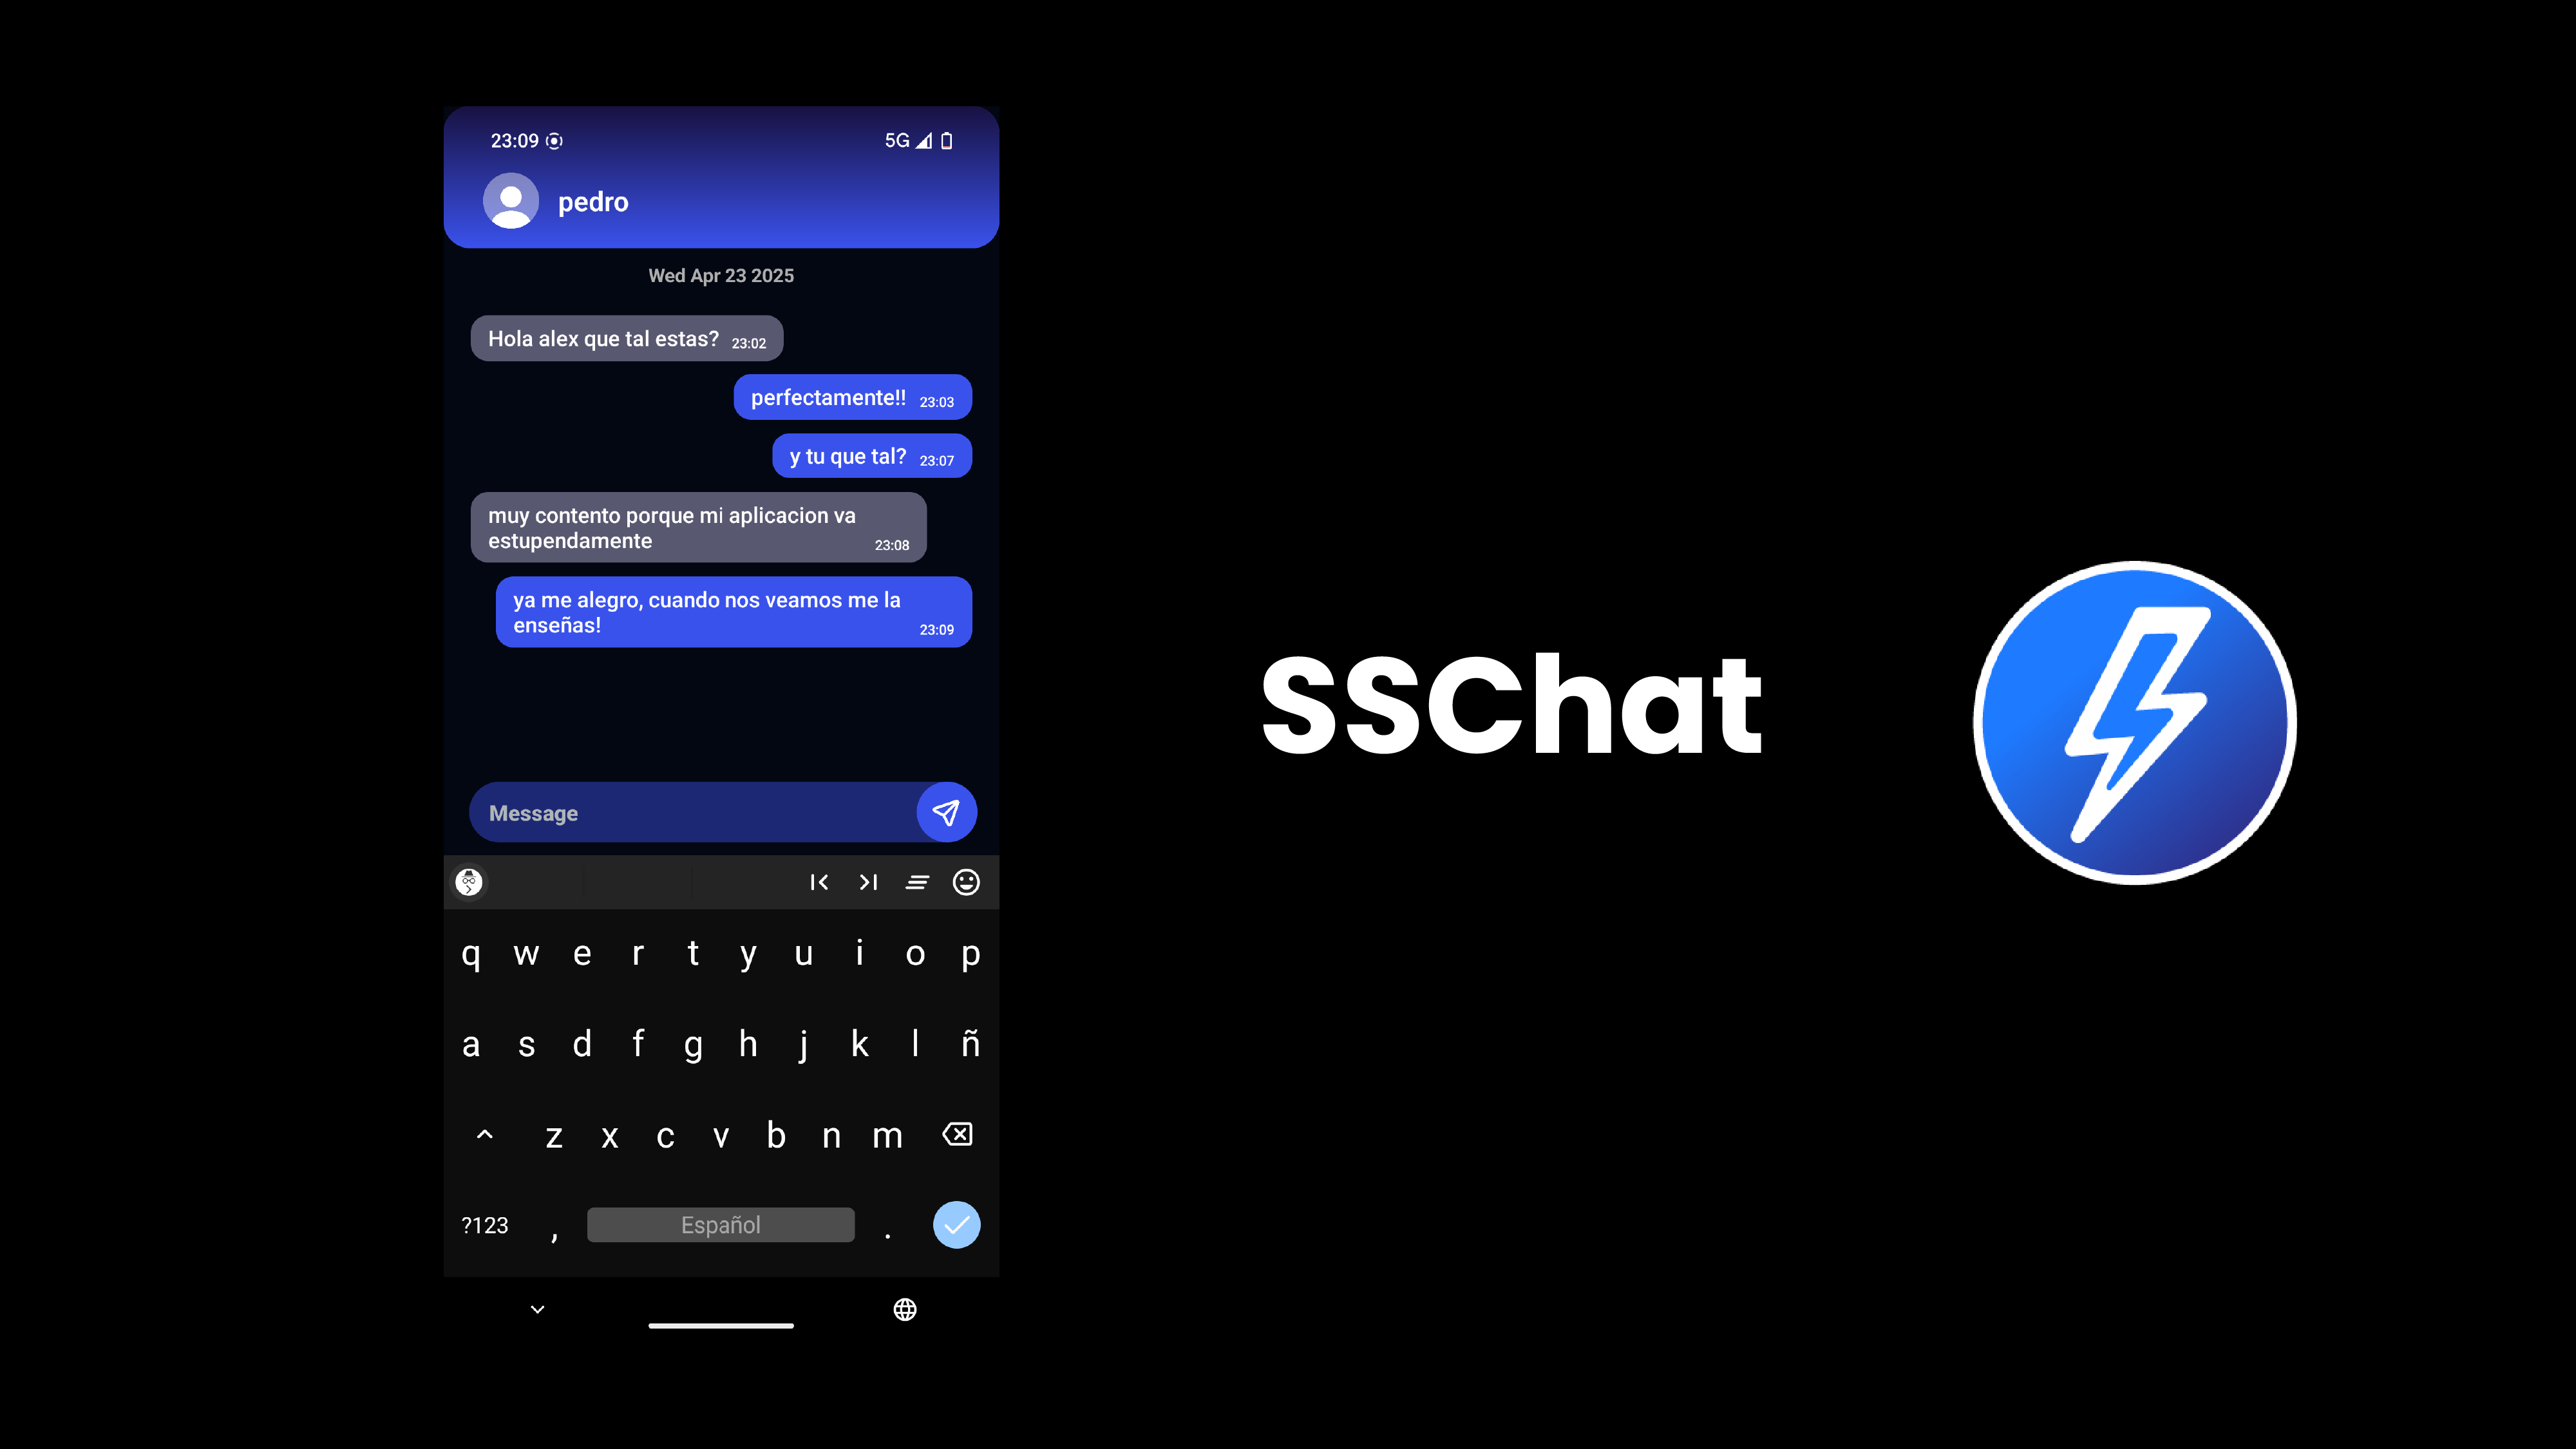 23:09 5G
pedro
Wed Apr 23 2025
Hola alex que tal estas? 23:02
perfectamente!! 23:03
y tu que tal? 23:07
muy contento porque mi aplicacion va
estupendamente 23:08
ya me alegro, cuando nos veamos me la
enseñas! 23:09
Message
q w e r t y u i o p
a s d f g h j k l ñ
z x c v b n m
?123 , Español .
SSChat